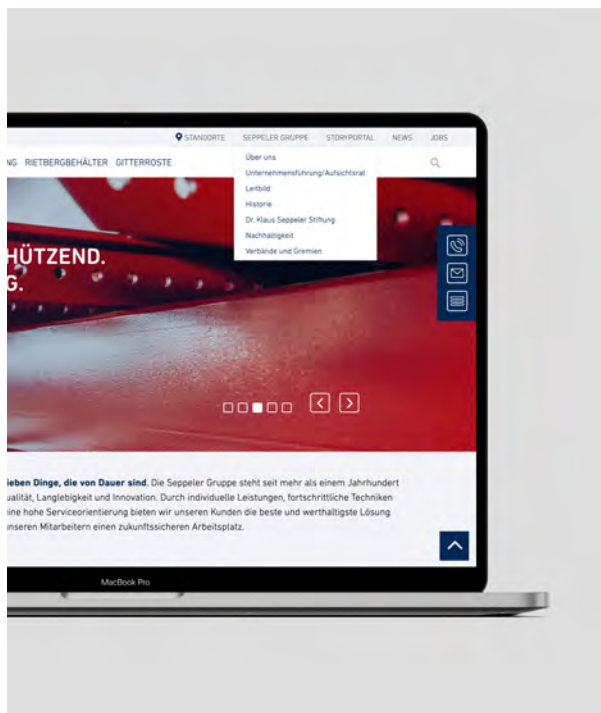 STANDORTE SEPPELER GRUPPE STORYPORTAL NEWS JOBS
NG RIETBERGBEHÄLTER GITTERROSTE
Über uns
Unternehmensführung/Aufsichtsrat
Leitbild
Historie
Dr. Klaus Seppeler Stiftung
Nachhaltigkeit
Verbände und Gremien
HÜTZEND.
G.
ieben Dinge, die von Dauer sind. Die Seppeler Gruppe steht seit mehr als einem Jahrhundert
ualität, Langlebigkeit und Innovation. Durch individuelle Leistungen, fortschrittliche Techniken
ine hohe Serviceorientierung bieten wir unseren Kunden die beste und werthaltigste Lösung
unseren Mitarbeitern einen zukunftssicheren Arbeitsplatz.
MacBook Pro